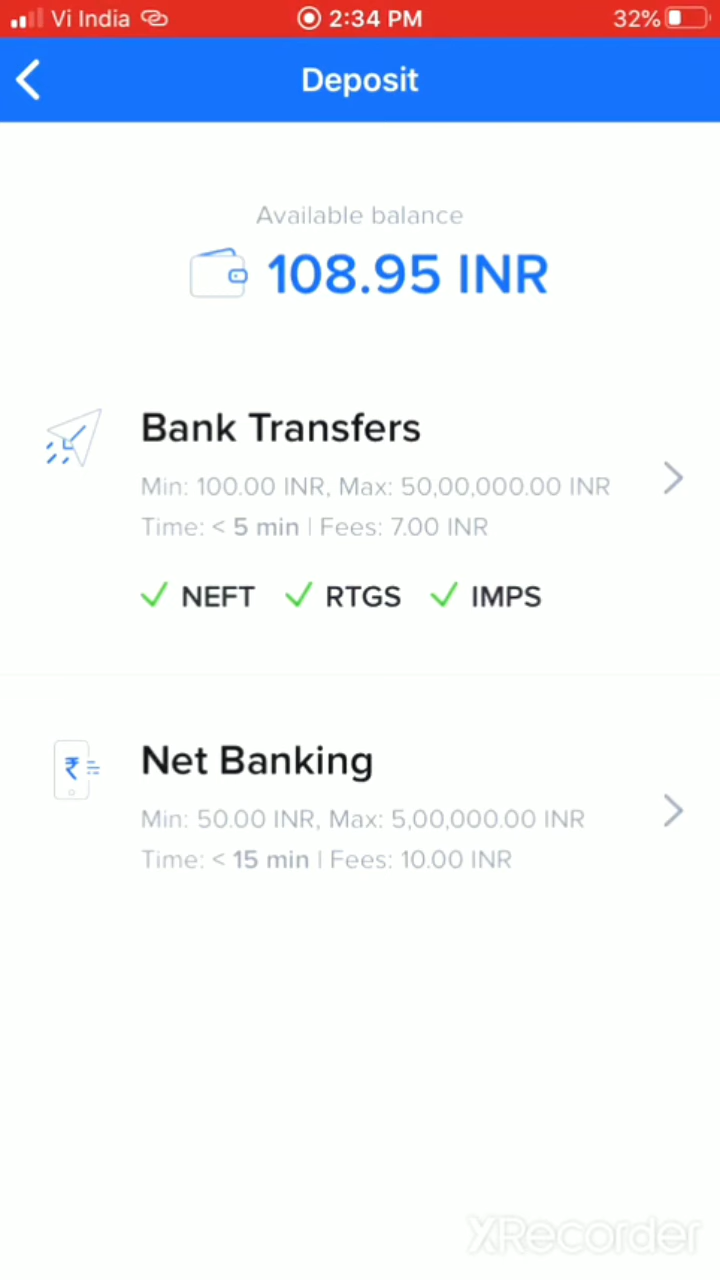 Vi India 2:34 PM 32%
Deposit
Available balance
108.95 INR
Bank Transfers
Min: 100.00 INR, Max: 50,00,000.00 INR
Time: < 5 min | Fees: 7.00 INR
NEFT RTGS IMPS
Net Banking
₹
Min: 50.00 INR, Max: 5,00,000.00 INR
Time: < 15 min | Fees: 10.00 INR
XRecorder